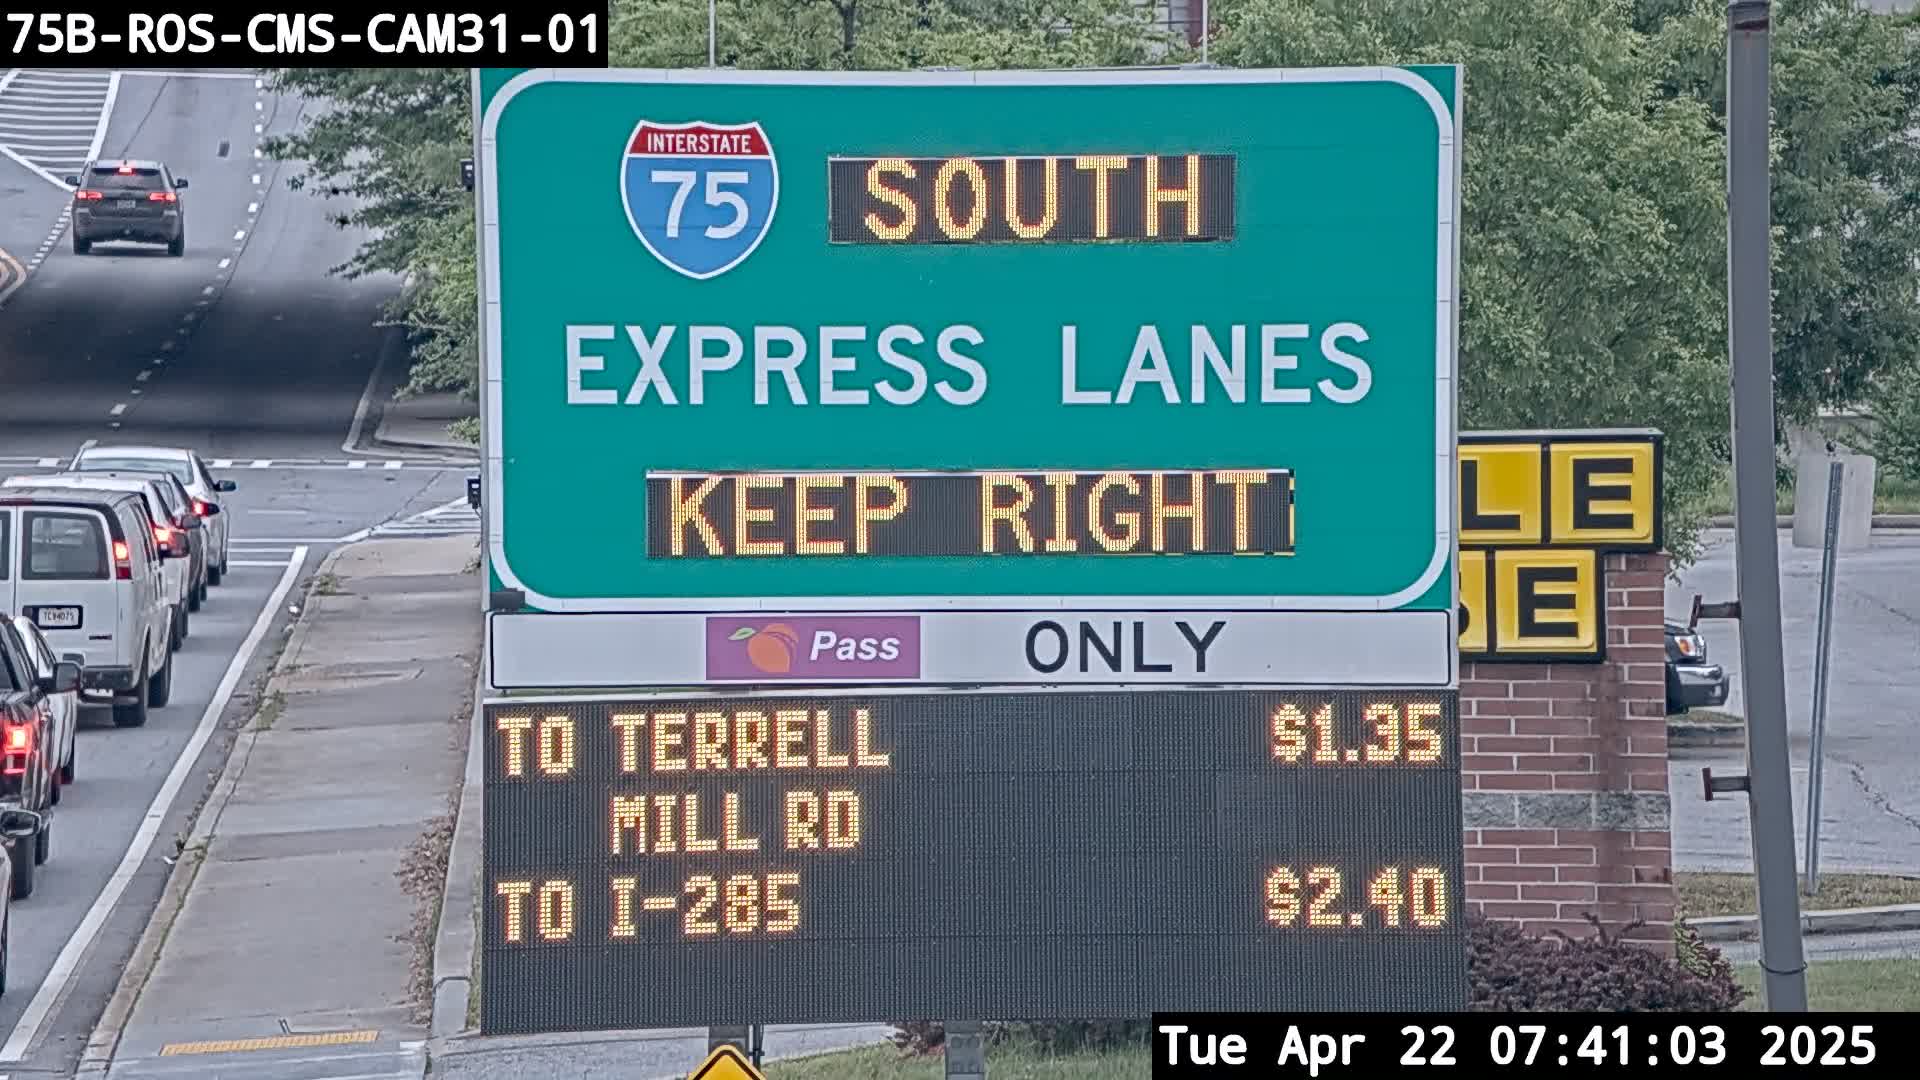 75B-ROS-CMS-CAM31-01
INTERSTATE
75
SOUTH
EXPRESS LANES
KEEP RIGHT
Pass ONLY
TO TERRELL $1.35
MILL RD
TO I-285 $2.40
LE
E
Tue Apr 22 07:41:03 2025